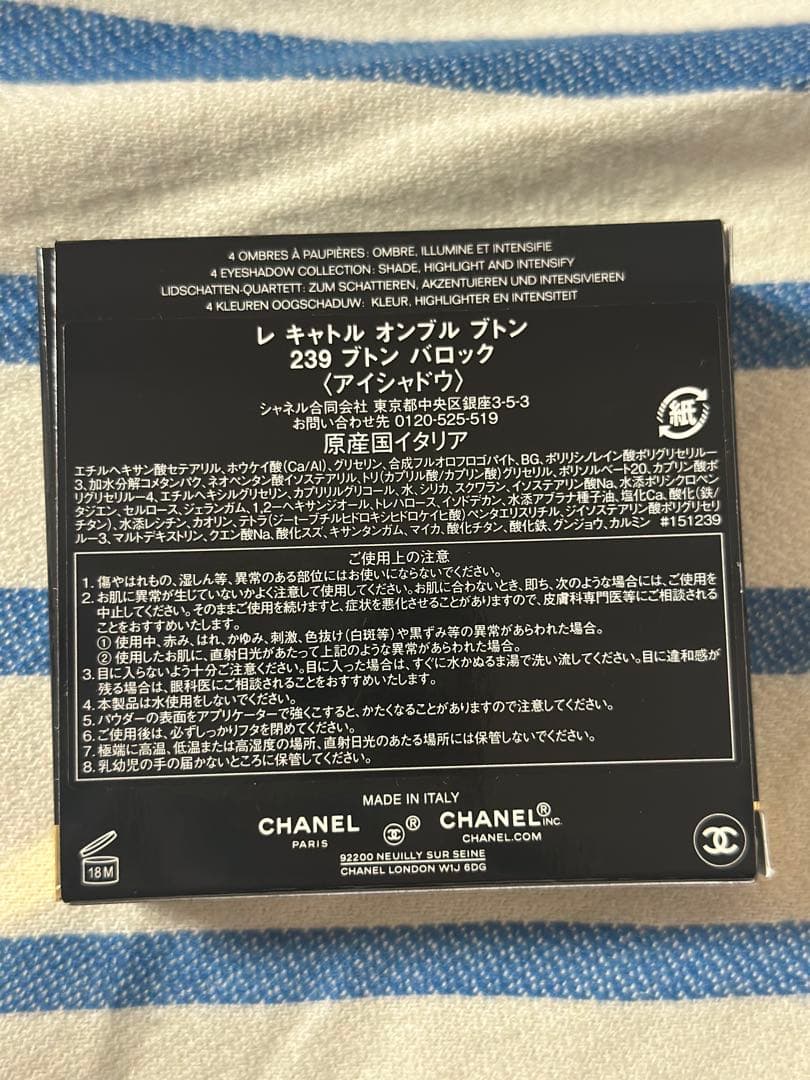 4 OMBRES À PAUPIÈRES : OMBRE, ILLUMINE ET INTENSIFIE
4 EYESHADOW COLLECTION : SHADE, HIGHLIGHT AND INTENSIFY
LIDSCHATTEN-QUARTETT: ZUM SCHATTIEREN, AKZENTUIEREN UND INTENSIVIEREN
4 KLEUREN OOGSCHADUW: KLEUR, HIGHLIGHTER EN INTENSITEIT
レ キャトル オンブル ブトン
239 ブトン バロック
〈アイシャドウ〉
シャネル合同会社 東京都中央区銀座3-5-3
お問い合わせ先 0120-525-519
原産国イタリア
紙
エチルヘキサン酸セテアリル、ホウケイ酸(Ca/Al)、グリセリン、合成フルオロフロゴパイト、BG、ポリリシノレイン酸ポリグリセリル-
3、加水分解コメタンパク、ネオペンタン酸イソステアリル、トリ(カプリル酸/カプリン酸)グリセリル、ポリソルベート20、カプリン酸ポ
リグリセリル-4、エチルヘキシルグリセリン、カプリリルグリコール、水、シリカ、スクワラン、イソステアリン酸Na、水添ポリシクロペン
タジエン、セルロース、ジェランガム、1,2-ヘキサンジオール、トレハロース、イソドデカン、水添アブラナ種子油、塩化Ca、酸化(鉄/
チタン)、水添レシチン、カオリン、テトラ(ジ-t-ブチルヒドロキシヒドロケイヒ酸)ペンタエリスリチル、ジイソステアリン酸ポリグリセリ
ル-3、マルトデキストリン、クエン酸Na、酸化スズ、キサンタンガム、マイカ、酸化チタン、酸化鉄、グンジョウ、カルミン #151239
ご使用上の注意
1. 傷やはれもの、湿しん等、異常のある部位にはお使いにならないでください。
2. お肌に異常が生じていないかよく注意して使用してください。お肌に合わないとき、即ち、次のような場合には、ご使用を
中止してください。そのままご使用を続けますと、症状を悪化させることがありますので、皮膚科専門医等にご相談される
ことをおすすめいたします。
① 使用中、赤み、はれ、かゆみ、刺激、色抜け(白斑等)や黒ずみ等の異常があらわれた場合。
② 使用したお肌に、直射日光があたって上記のような異常があらわれた場合。
3. 目に入らないよう十分ご注意ください。目に入った場合は、すぐに水かぬるま湯で洗い流してください。目に違和感が
残る場合は、眼科医にご相談されることをおすすめいたします。
4. 本製品は水使用をしないでください。
5. パウダーの表面をアプリケーターで強くこすると、かたくなることがありますので注意してください。
6. ご使用後は、必ずしっかりフタを閉めてください。
7. 極端に高温、低温または高湿度の場所、直射日光のあたる場所には保管しないでください。
8. 乳幼児の手の届かないところに保管してください。
MADE IN ITALY
CHANEL ® CHANEL® INC.
PARIS CHANEL.COM
92200 NEUILLY SUR SEINE
CHANEL LONDON W1J 6DG
18 M